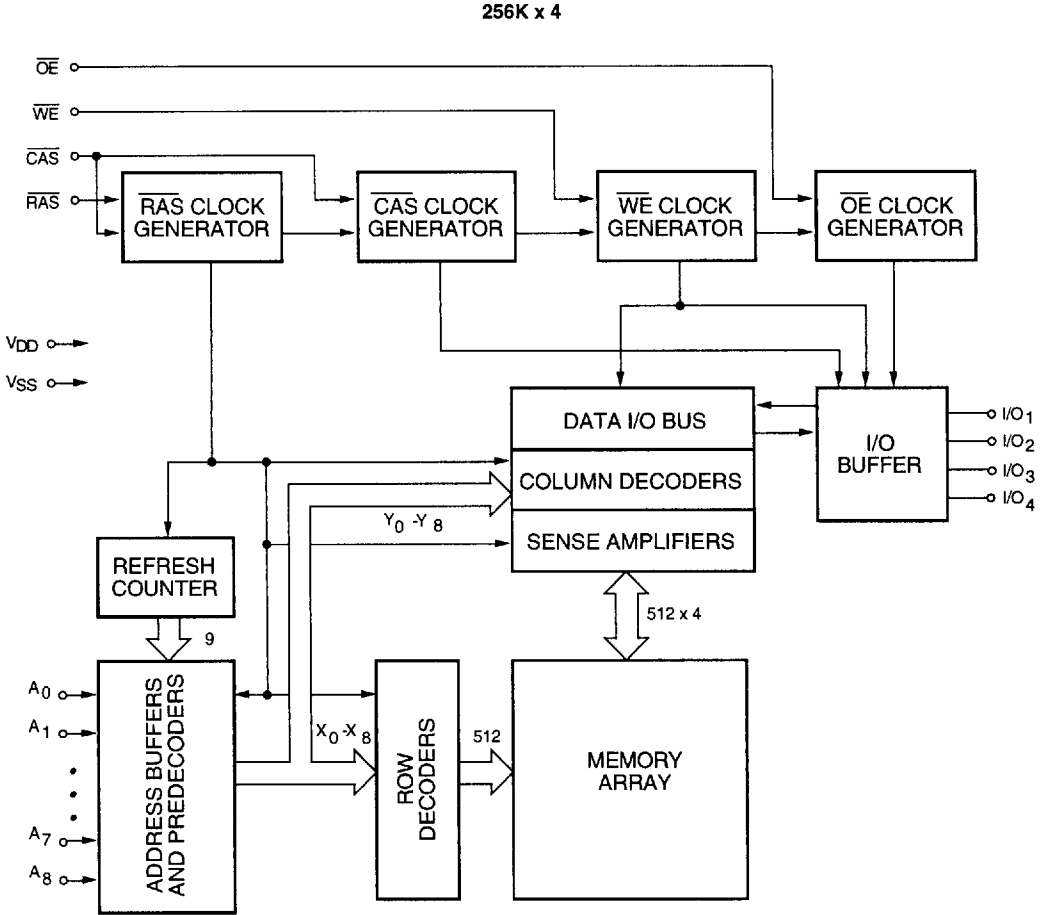 256K x 4
OE
WE
CAS
RAS
RAS CLOCK
GENERATOR
CAS CLOCK
GENERATOR
WE CLOCK
GENERATOR
OE CLOCK
GENERATOR
VDD
VSS
DATA I/O BUS
COLUMN DECODERS
SENSE AMPLIFIERS
I/O
BUFFER
I/O1
I/O2
I/O3
I/O4
Y0 -Y8
REFRESH
COUNTER
9
512 x 4
A0
A1
A7
A8
ADDRESS BUFFERS
AND PREDECODERS
X0-X8
ROW
DECODERS
512
MEMORY
ARRAY